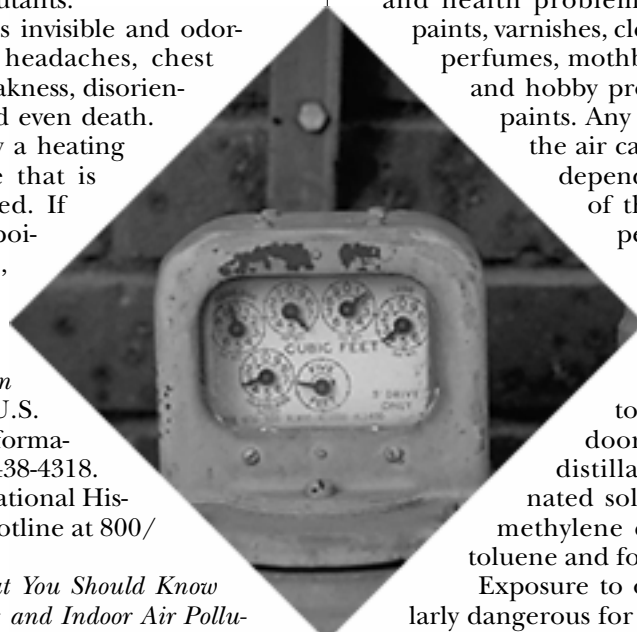 utants.
s invisible and odor-
headaches, chest
akness, disorien-
d even death.
y a heating
e that is
ed. If
poi-
,
n
U.S.
forma-
438-4318.
ational His-
otline at 800/
at You Should Know
and Indoor Air Pollu-
and health problem
paints, varnishes, cle
perfumes, mothb
and hobby pro
paints. Any
the air ca
depend
of th
pe
to
door
distilla
nated sol
methylene c
toluene and fo
Exposure to c
larly dangerous for
CUBIC FEET